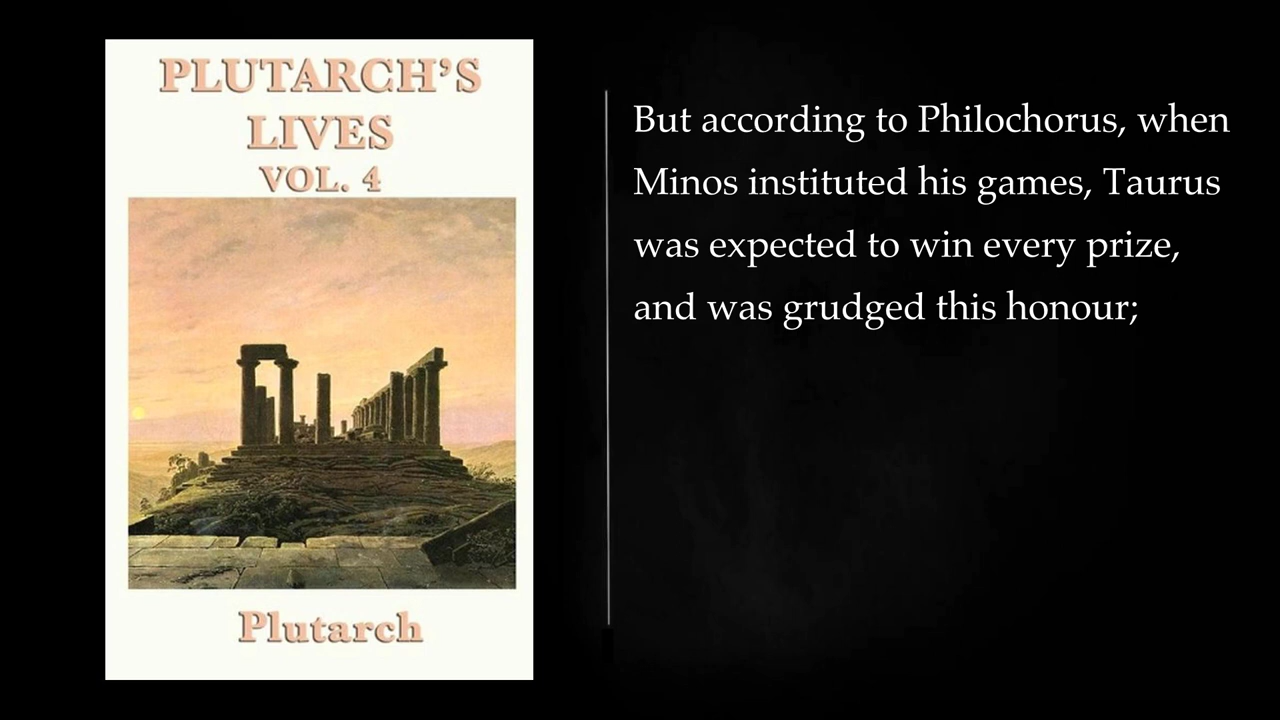 PLUTARCH'S
LIVES
VOL. 4
Plutarch
But according to Philochorus, when
Minos instituted his games, Taurus
was expected to win every prize,
and was grudged this honour;